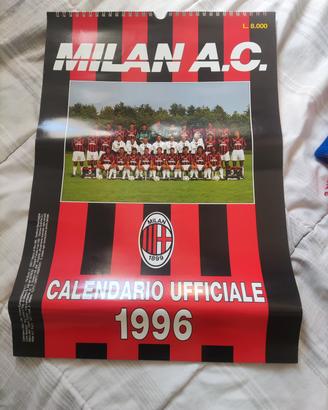 L. 8.000
MILAN A.C.
MILAN
1899
CALENDARIO UFFICIALE
1996